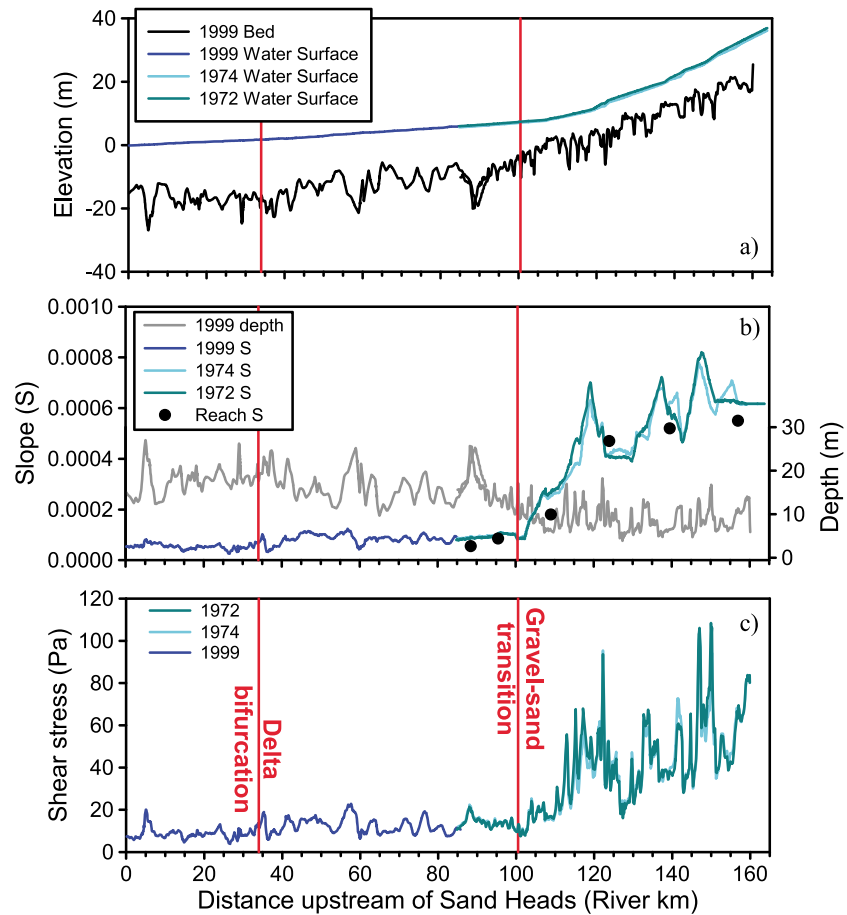 40
20
0
-20
-40
Elevation (m)
1999 Bed
1999 Water Surface
1974 Water Surface
1972 Water Surface
a)
0.0010
0.0008
0.0006
0.0004
0.0002
0.0000
Slope (S)
1999 depth
1999 S
1974 S
1972 S
Reach S
b)
30
20
10
0
Depth (m)
120
100
80
60
40
20
0
Shear stress (Pa)
1972
1974
1999
Delta
bifurcation
Gravel-sand
transition
c)
0 20 40 60 80 100 120 140 160
Distance upstream of Sand Heads (River km)